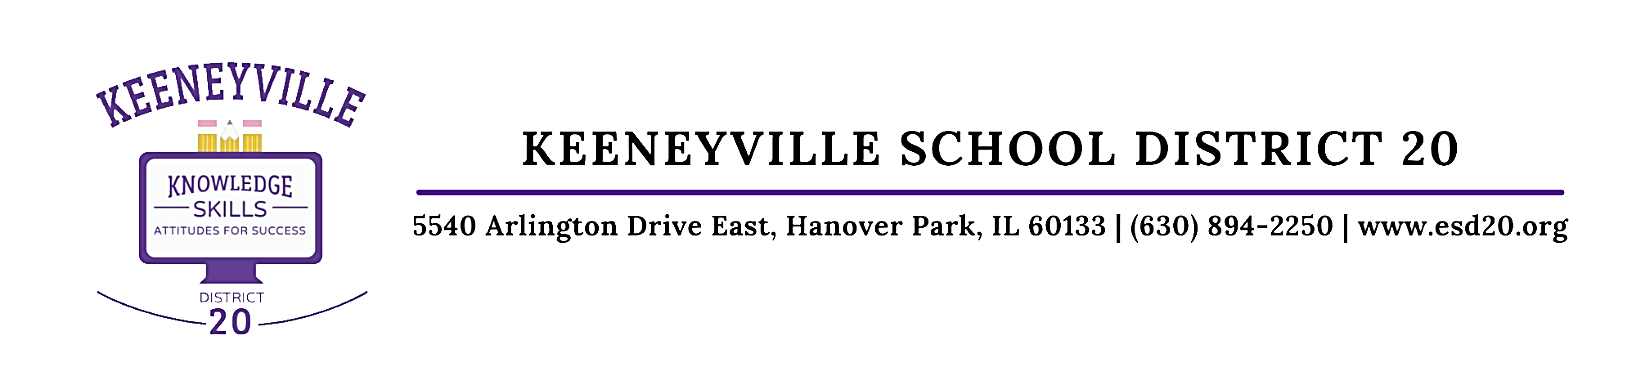 KEENEYVILLE
KNOWLEDGE
SKILLS
ATTITUDES FOR SUCCESS
DISTRICT
20
KEENEYVILLE SCHOOL DISTRICT 20
5540 Arlington Drive East, Hanover Park, IL 60133 | (630) 894-2250 | www.esd20.org